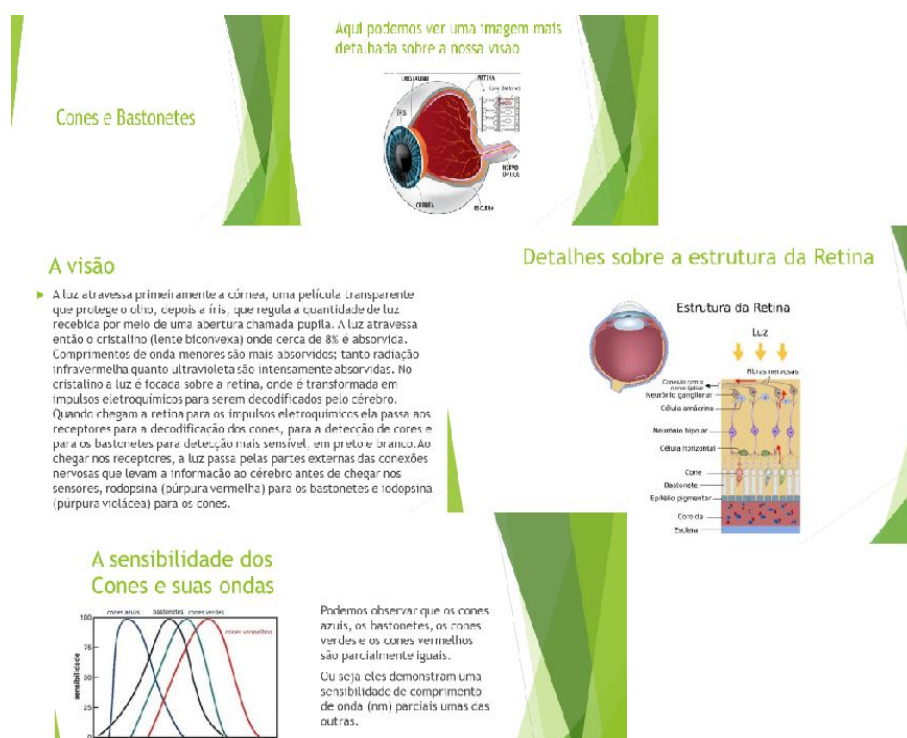 Cones e Bastonetes
Aqui podemos ver uma imagem mais
detalhada sobre a nossa visão
CRISTALINO
RETINA
ÍRIS
NERVO
ÓPTICO
CÓRNEA
ESCLERA
A visão
A luz atravessa primeiramente a córnea, uma película transparente
que protege o olho, depois a íris, que regula a quantidade de luz
recebida por meio de uma abertura chamada pupila. A luz atravessa
então o cristalino (lente biconvexa) onde cerca de 8% é absorvida.
Comprimentos de onda menores são mais absorvidos; tanto radiação
infravermelha quanto ultravioleta são intensamente absorvidas. No
cristalino a luz é focada sobre a retina, onde é transformada em
impulsos eletroquímicos para serem decodificados pelo cérebro.
Quando chegam a retina para os impulsos eletroquímicos ela passa aos
receptores para a decodificação dos cones, para a detecção de cores e
para os bastonetes para detecção mais sensível, em preto e branco. Ao
chegar nos receptores, a luz passa pelas partes externas das conexões
nervosas que levam a informação ao cérebro antes de chegar nos
sensores, rodopsina (púrpura vermelha) para os bastonetes e iodopsina
(púrpura violácea) para os cones.
Detalhes sobre a estrutura da Retina
Estrutura da Retina
Luz
Fibras nervosas
Conexão com o
nervo óptico
Neurônio ganglionar
Célula amácrina
Neurônio bipolar
Célula horizontal
Cone
Bastonete
Epitélio pigmentar
Coroide
Esclera
A sensibilidade dos
Cones e suas ondas
cones azuis
bastonetes
cones verdes
cones vermelhos
100
75
50
25
0
sensibilidade
Podemos observar que os cones
azuis, os bastonetes, os cones
verdes e os cones vermelhos
são parcialmente iguais.
Ou seja eles demonstram uma
sensibilidade de comprimento
de onda (nm) parciais umas das
outras.